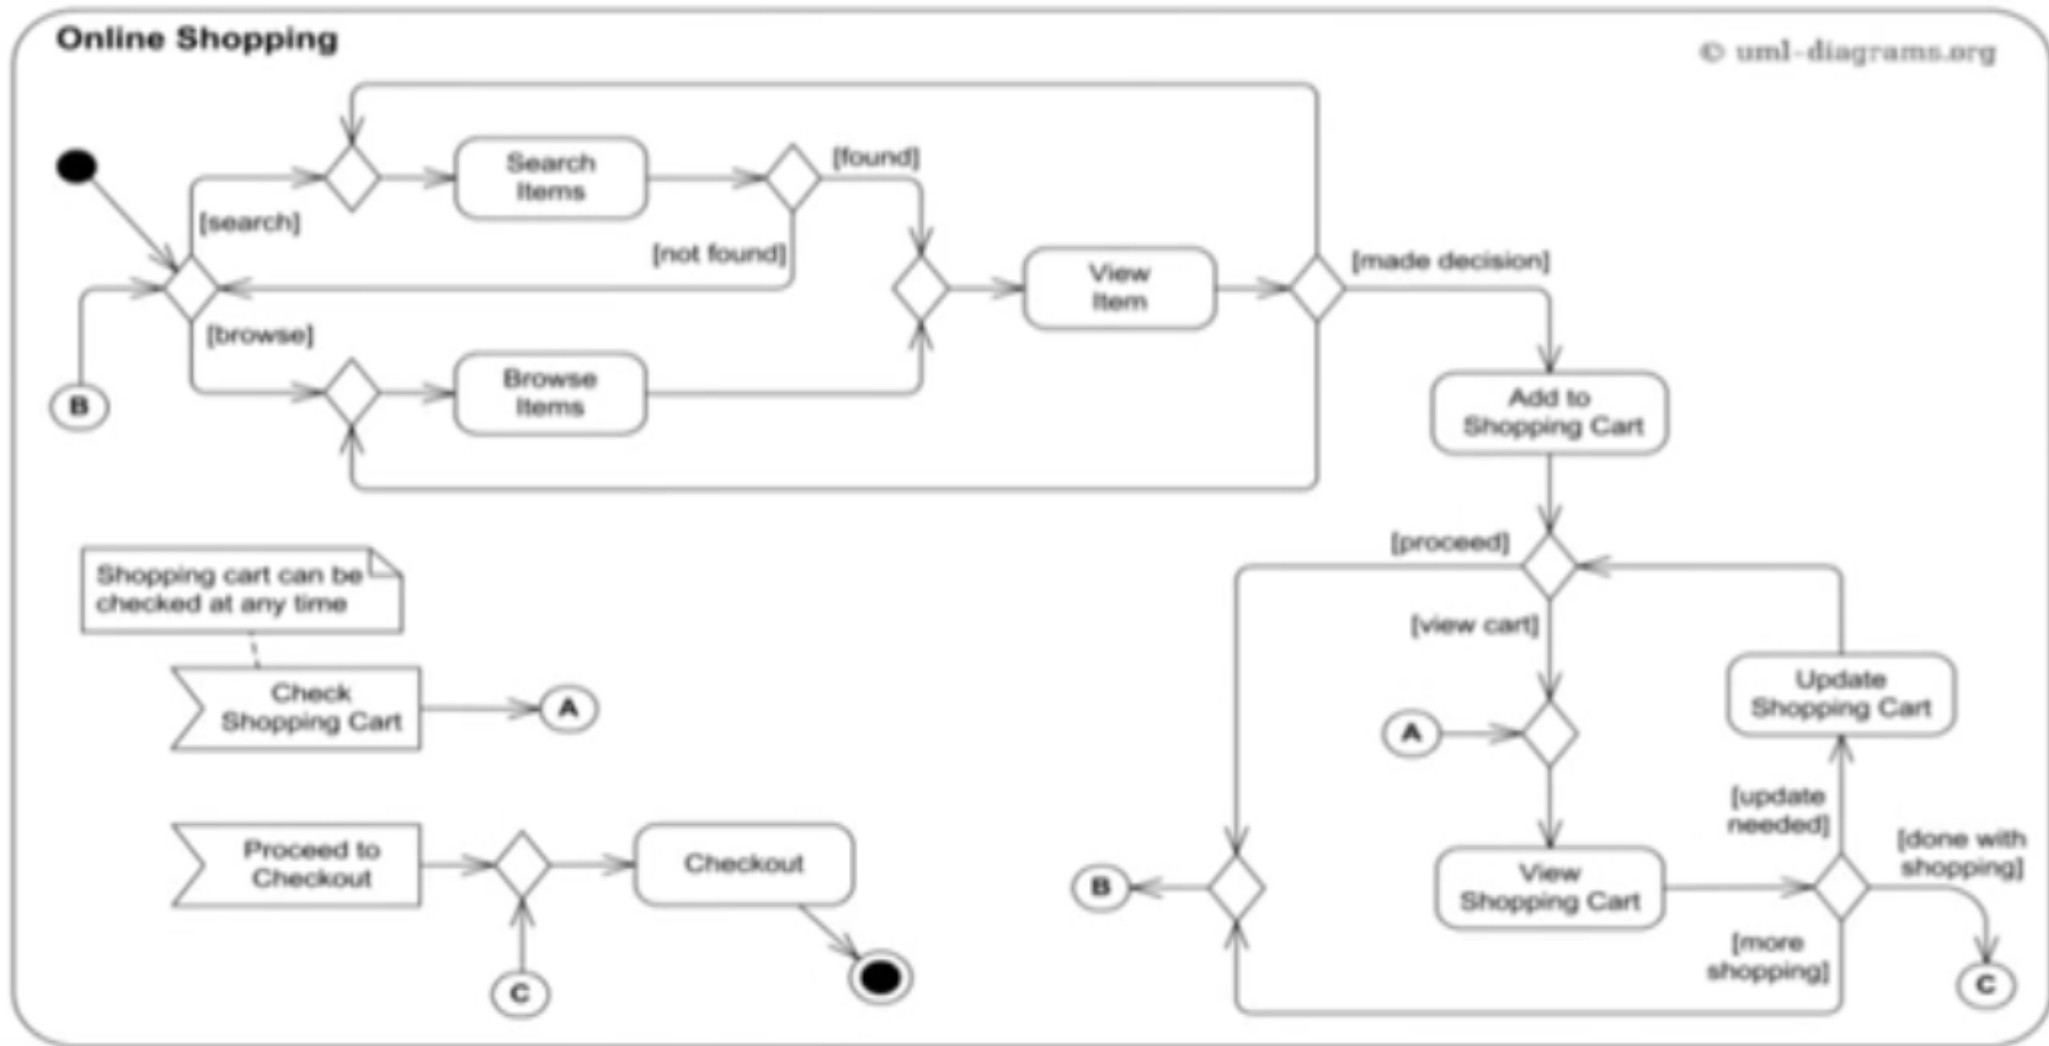 Online Shopping
© uml-diagrams.org
[found]
Search
Items
[search]
[not found]
[made decision]
View
Item
[browse]
Browse
Items
B
Add to
Shopping Cart
[proceed]
Shopping cart can be
checked at any time
[view cart]
Check
Shopping Cart
A
A
Update
Shopping Cart
[update
needed]
[done with
shopping]
Proceed to
Checkout
Checkout
B
View
Shopping Cart
[more
shopping]
C
C